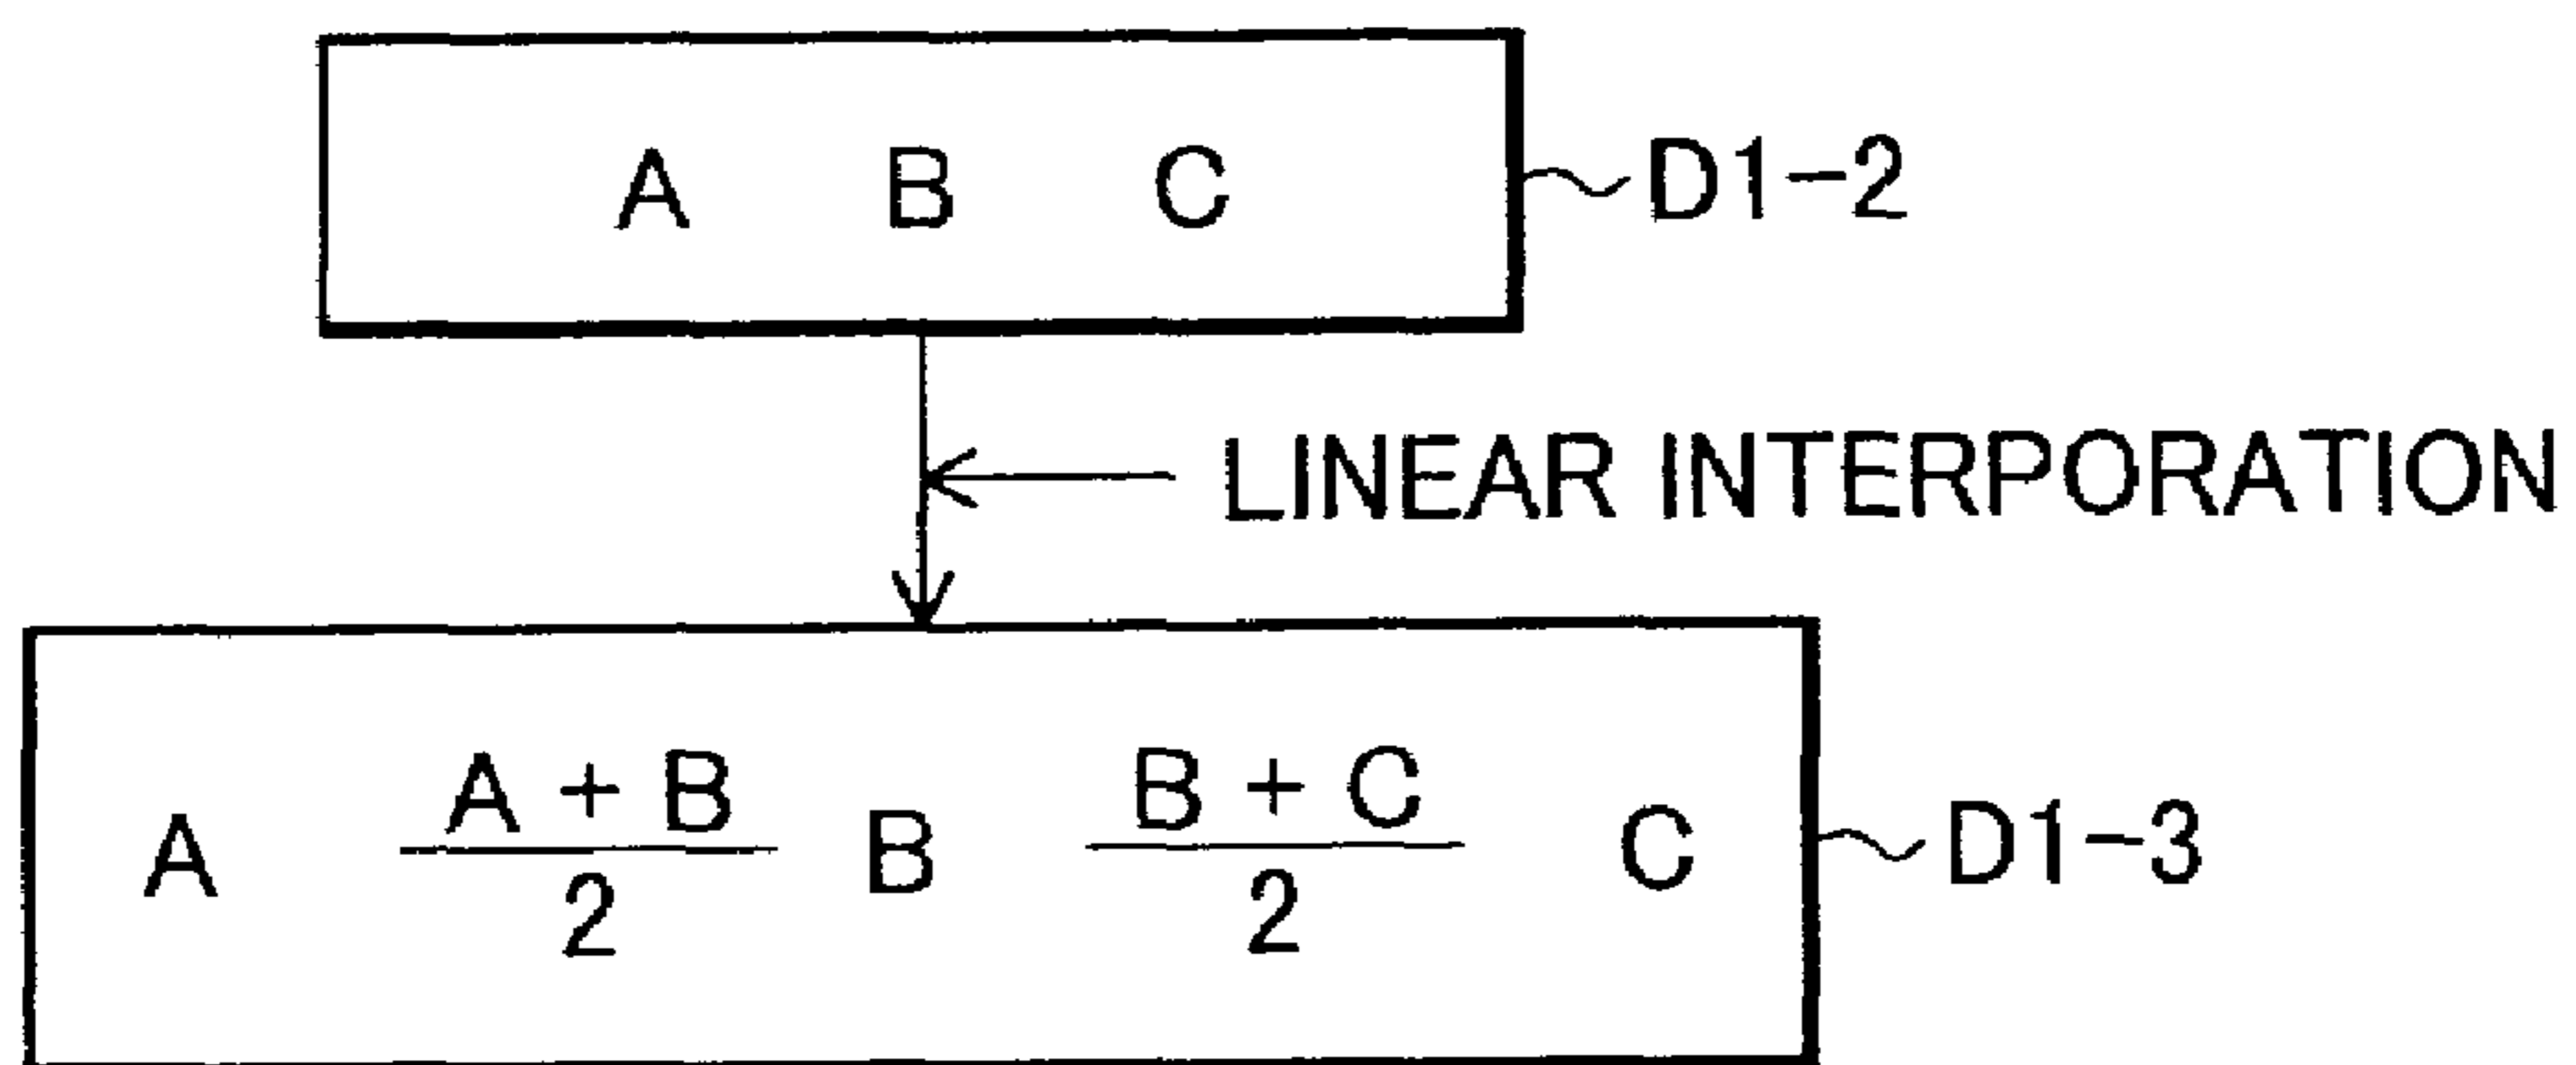 A B C D1-2
LINEAR INTERPORATION
A (A + B)/2 B (B + C)/2 C D1-3